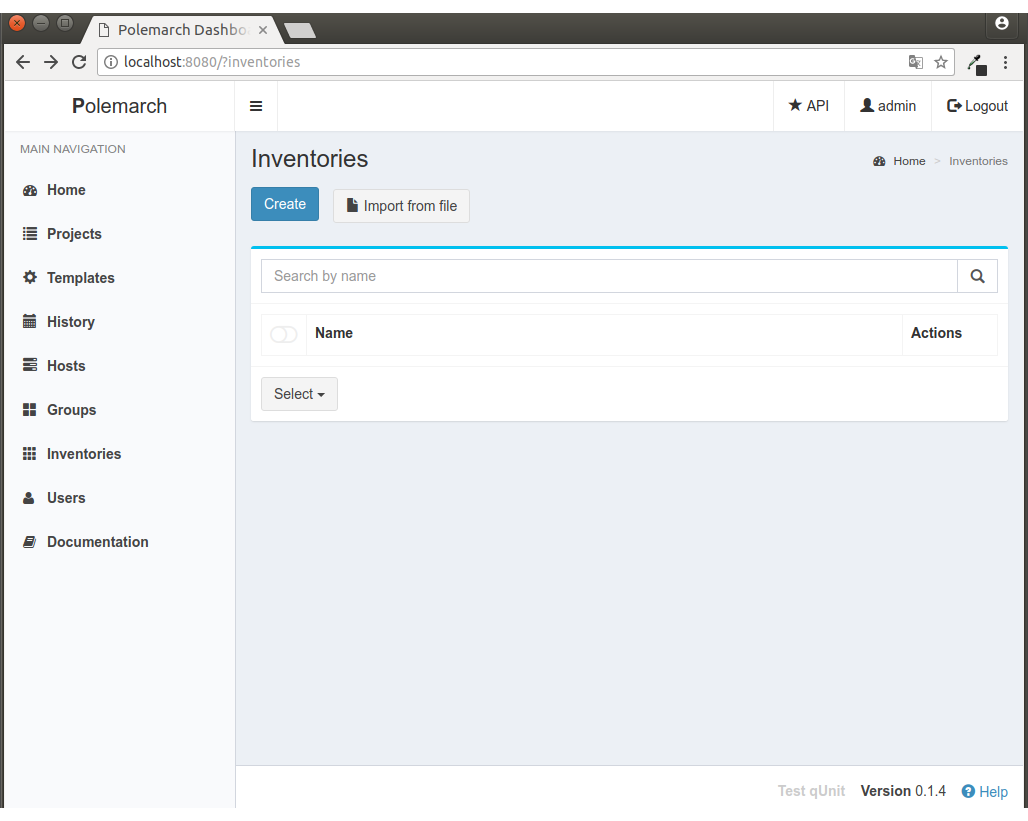 Polemarch Dashbo
localhost:8080/?inventories
Polemarch
API
admin
Logout
MAIN NAVIGATION
Home
Projects
Templates
History
Hosts
Groups
Inventories
Users
Documentation
Inventories
Home > Inventories
Create
Import from file
Search by name
Name
Actions
Select
Test qUnit Version 0.1.4 Help